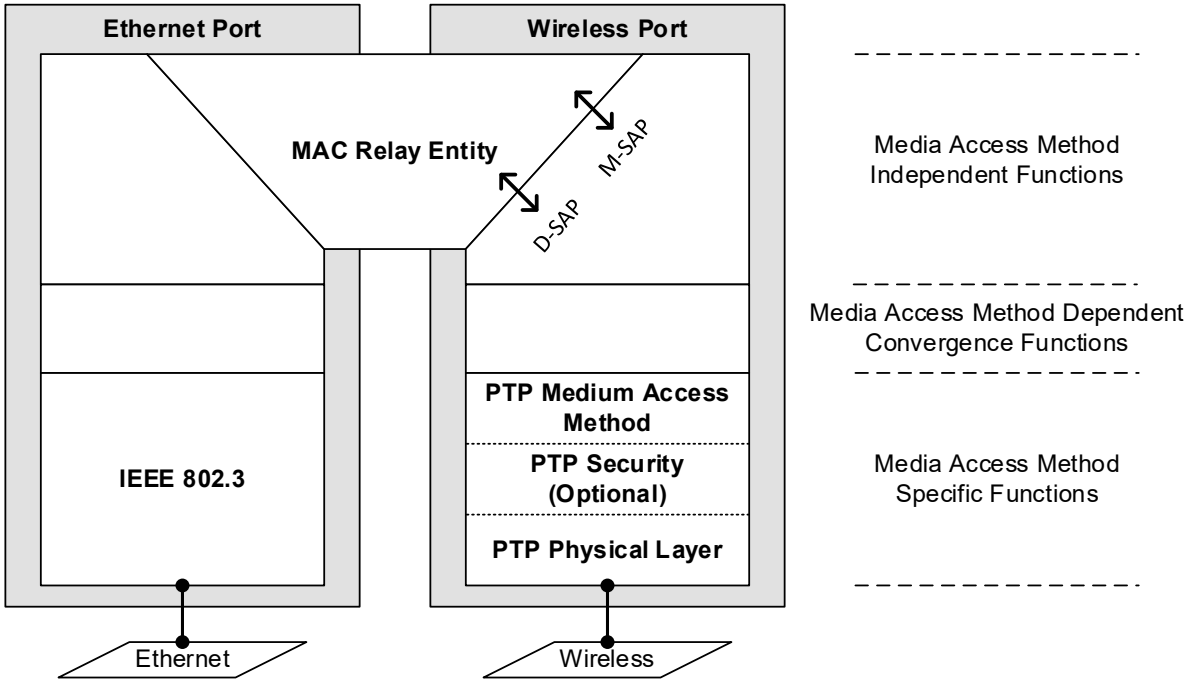 Ethernet Port
Wireless Port
MAC Relay Entity
M-SAP
D-SAP
Media Access Method
Independent Functions
Media Access Method Dependent
Convergence Functions
PTP Medium Access
Method
IEEE 802.3
PTP Security
(Optional)
Media Access Method
Specific Functions
PTP Physical Layer
Ethernet
Wireless